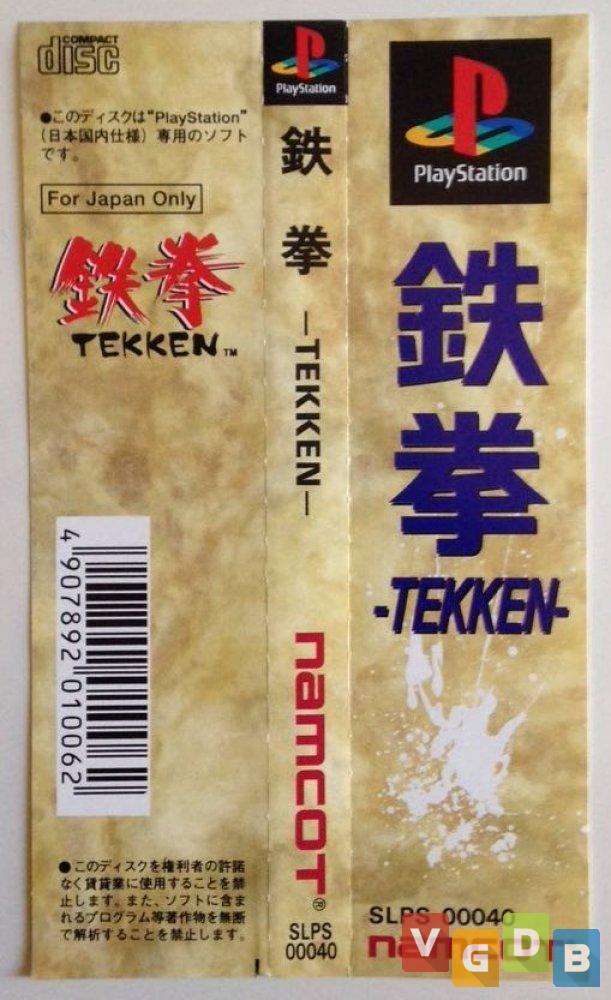 COMPACT
disc
●このディスクは“PlayStation”
(日本国内仕様) 専用のソフト
です。
For Japan Only
鉄拳
TEKKEN™
4 907892 010062
●このディスクを権利者の許諾
なく賃貸業に使用することを禁
止します。また、ソフトに含ま
れるプログラム等著作物を無断
で解析することを禁止します。
PlayStation
鉄拳
—TEKKEN—
namcot®
SLPS
00040
PlayStation
鉄
拳
-TEKKEN-
SLPS 00040
namcot
VGDB